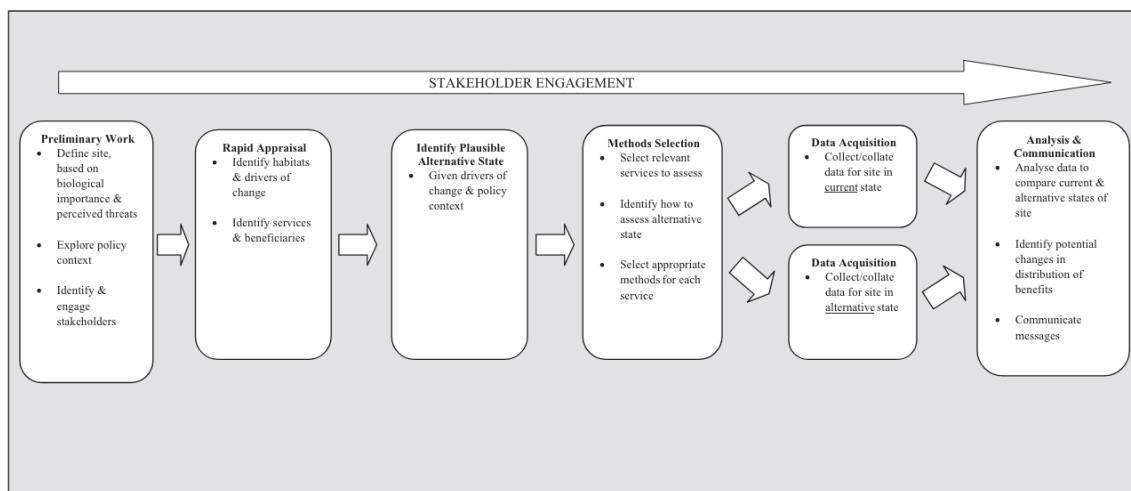 STAKEHOLDER ENGAGEMENT
Preliminary Work
• Define site,
based on
biological
importance &
perceived threats
• Explore policy
context
• Identify &
engage
stakeholders
Rapid Appraisal
• Identify habitats
& drivers of
change
• Identify services
& beneficiaries
Identify Plausible
Alternative State
• Given drivers of
change & policy
context
Methods Selection
• Select relevant
services to assess
• Identify how to
assess alternative
state
• Select appropriate
methods for each
service
Data Acquisition
• Collect/collate
data for site in
current state
Data Acquisition
• Collect/collate
data for site in
alternative state
Analysis &
Communication
• Analyse data to
compare current &
alternative states of
site
• Identify potential
changes in
distribution of
benefits
• Communicate
messages